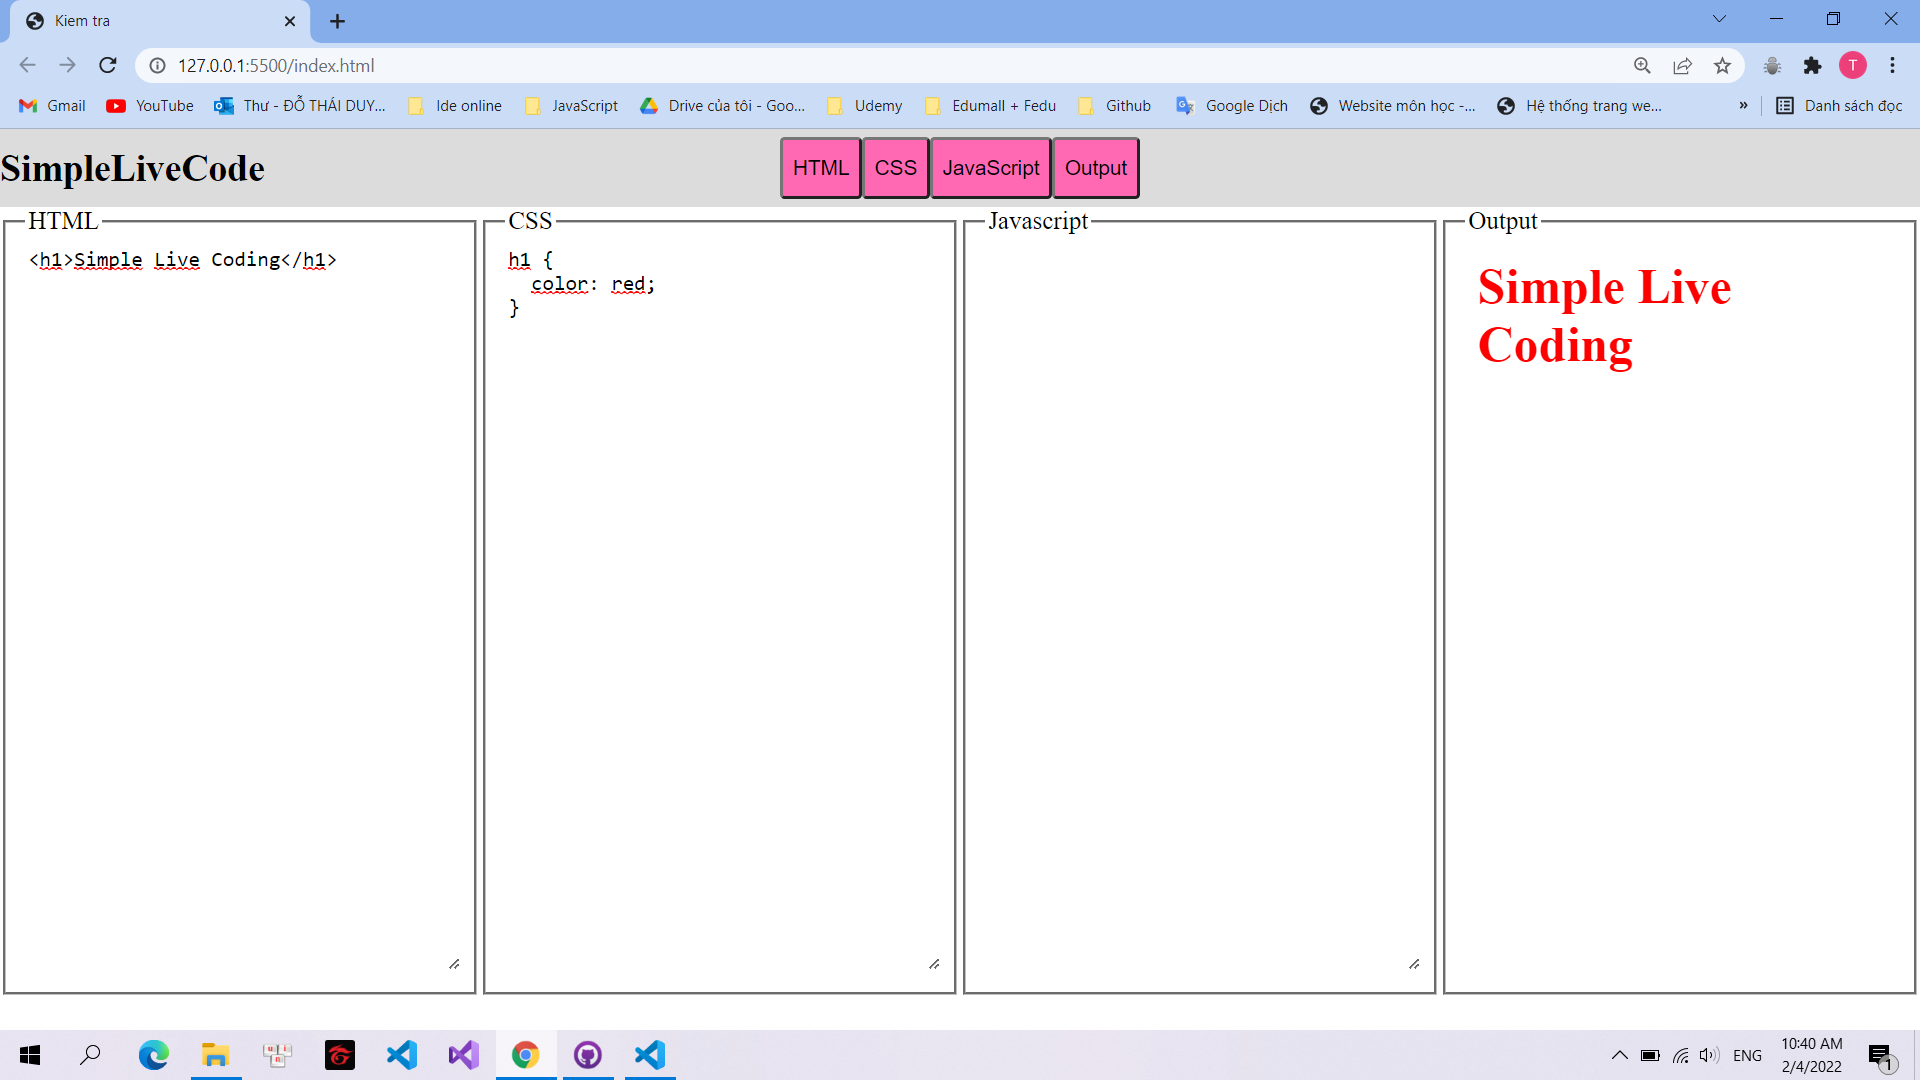 Kiem tra
127.0.0.1:5500/index.html
T
Gmail YouTube Thư - ĐỖ THÁI DUY... Ide online JavaScript Drive của tôi - Goo... Udemy Edumall + Fedu Github Google Dịch Website môn học -... Hệ thống trang we... » Danh sách đọc
SimpleLiveCode HTML CSS JavaScript Output
HTML
<h1>Simple Live Coding</h1>
CSS
h1 {
  color: red;
}
Javascript
Output
Simple Live
Coding
ENG
10:40 AM
2/4/2022
1